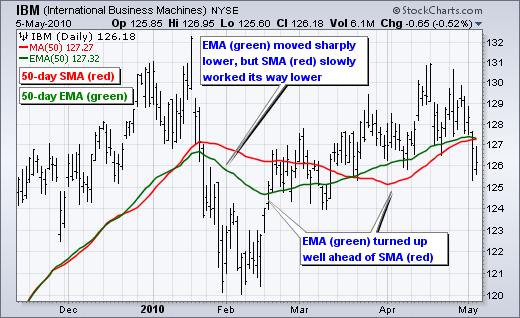 IBM (International Business Machines) NYSE © StockCharts.com
5-May-2010 Op 125.85 Hi 126.95 Lo 125.50 Last 126.18 Vol 6.1M Chg -0.65 (-0.52%)
IBM (Daily) 126.18
MA(50) 127.27
EMA(50) 127.32
50-day SMA (red)
50-day EMA (green)
EMA (green) moved sharply
lower, but SMA (red) slowly
worked its way lower
EMA (green) turned up
well ahead of SMA (red)
132
131
130
129
128
127
126
125
124
123
122
121
120
Dec 2010 Feb Mar Apr May